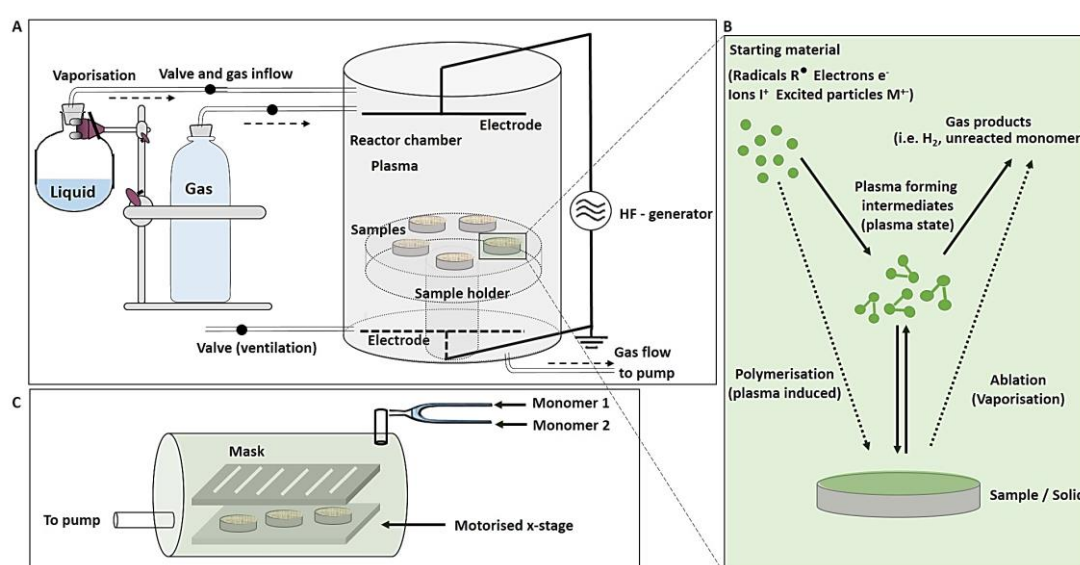 A
Vaporisation
Valve and gas inflow
Liquid
Gas
Electrode
Reactor chamber
Plasma
HF - generator
Samples
Sample holder
Valve (ventilation)
Electrode
Gas flow
to pump
B
Starting material
(Radicals R● Electrons e-
Ions I+ Excited particles M+-)
Gas products
(i.e. H2, unreacted monomer
Plasma forming
intermediates
(plasma state)
Polymerisation
(plasma induced)
Ablation
(Vaporisation)
Sample / Solid
C
Monomer 1
Monomer 2
Mask
To pump
Motorised x-stage